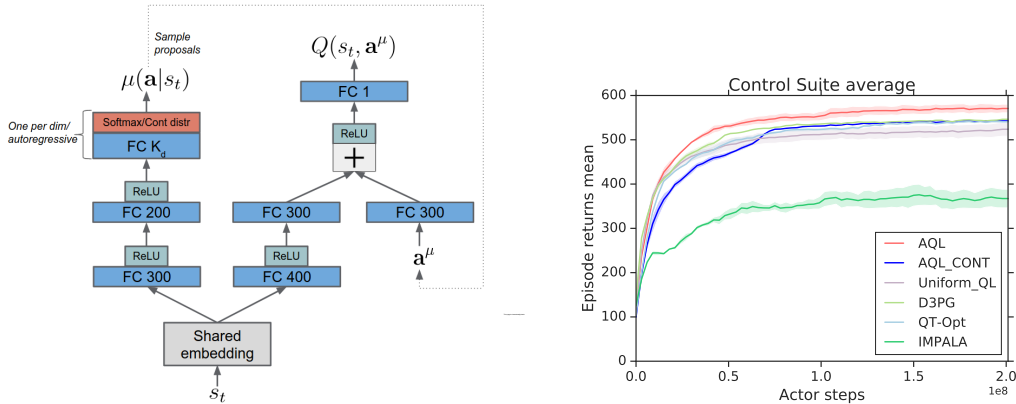 Sample
proposals
μ(a|s_t)
Q(s_t, a^μ)
One per dim/
autoregressive
Softmax/Cont distr
FC K_d
ReLU
FC 200
ReLU
FC 300
FC 1
ReLU
+
FC 300
FC 300
ReLU
FC 400
a^μ
Shared
embedding
s_t
Control Suite average
Episode returns mean
600
500
400
300
200
100
0
0.0
0.5
1.0
1.5
2.0
1e8
Actor steps
AQL
AQL_CONT
Uniform_QL
D3PG
QT-Opt
IMPALA